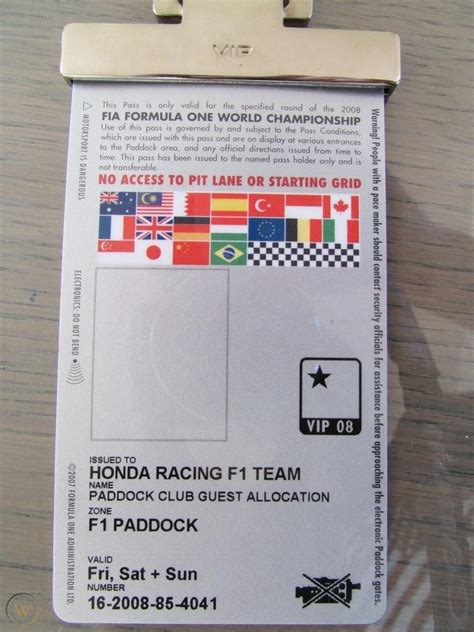 VIP
⚠ This Pass is only valid for the specified round of the 2008
FIA FORMULA ONE WORLD CHAMPIONSHIP
Use of this pass is governed by and subject to the Pass Conditions,
which are issued with this pass and are on display at various entrances
to the Paddock area, and any official directions issued from time to
time. This pass has been issued to the named pass holder only and is
not transferable.
NO ACCESS TO PIT LANE OR STARTING GRID
VIP 08
ISSUED TO
HONDA RACING F1 TEAM
NAME
PADDOCK CLUB GUEST ALLOCATION
ZONE
F1 PADDOCK
VALID
Fri, Sat + Sun
NUMBER
16-2008-85-4041
MOTORSPORT IS DANGEROUS
ELECTRONICS: DO NOT BEND
©2007 FORMULA ONE ADMINISTRATION LTD
Warning! People with a pace maker should contact security officials for assistance before approaching the electronic Paddock gates.